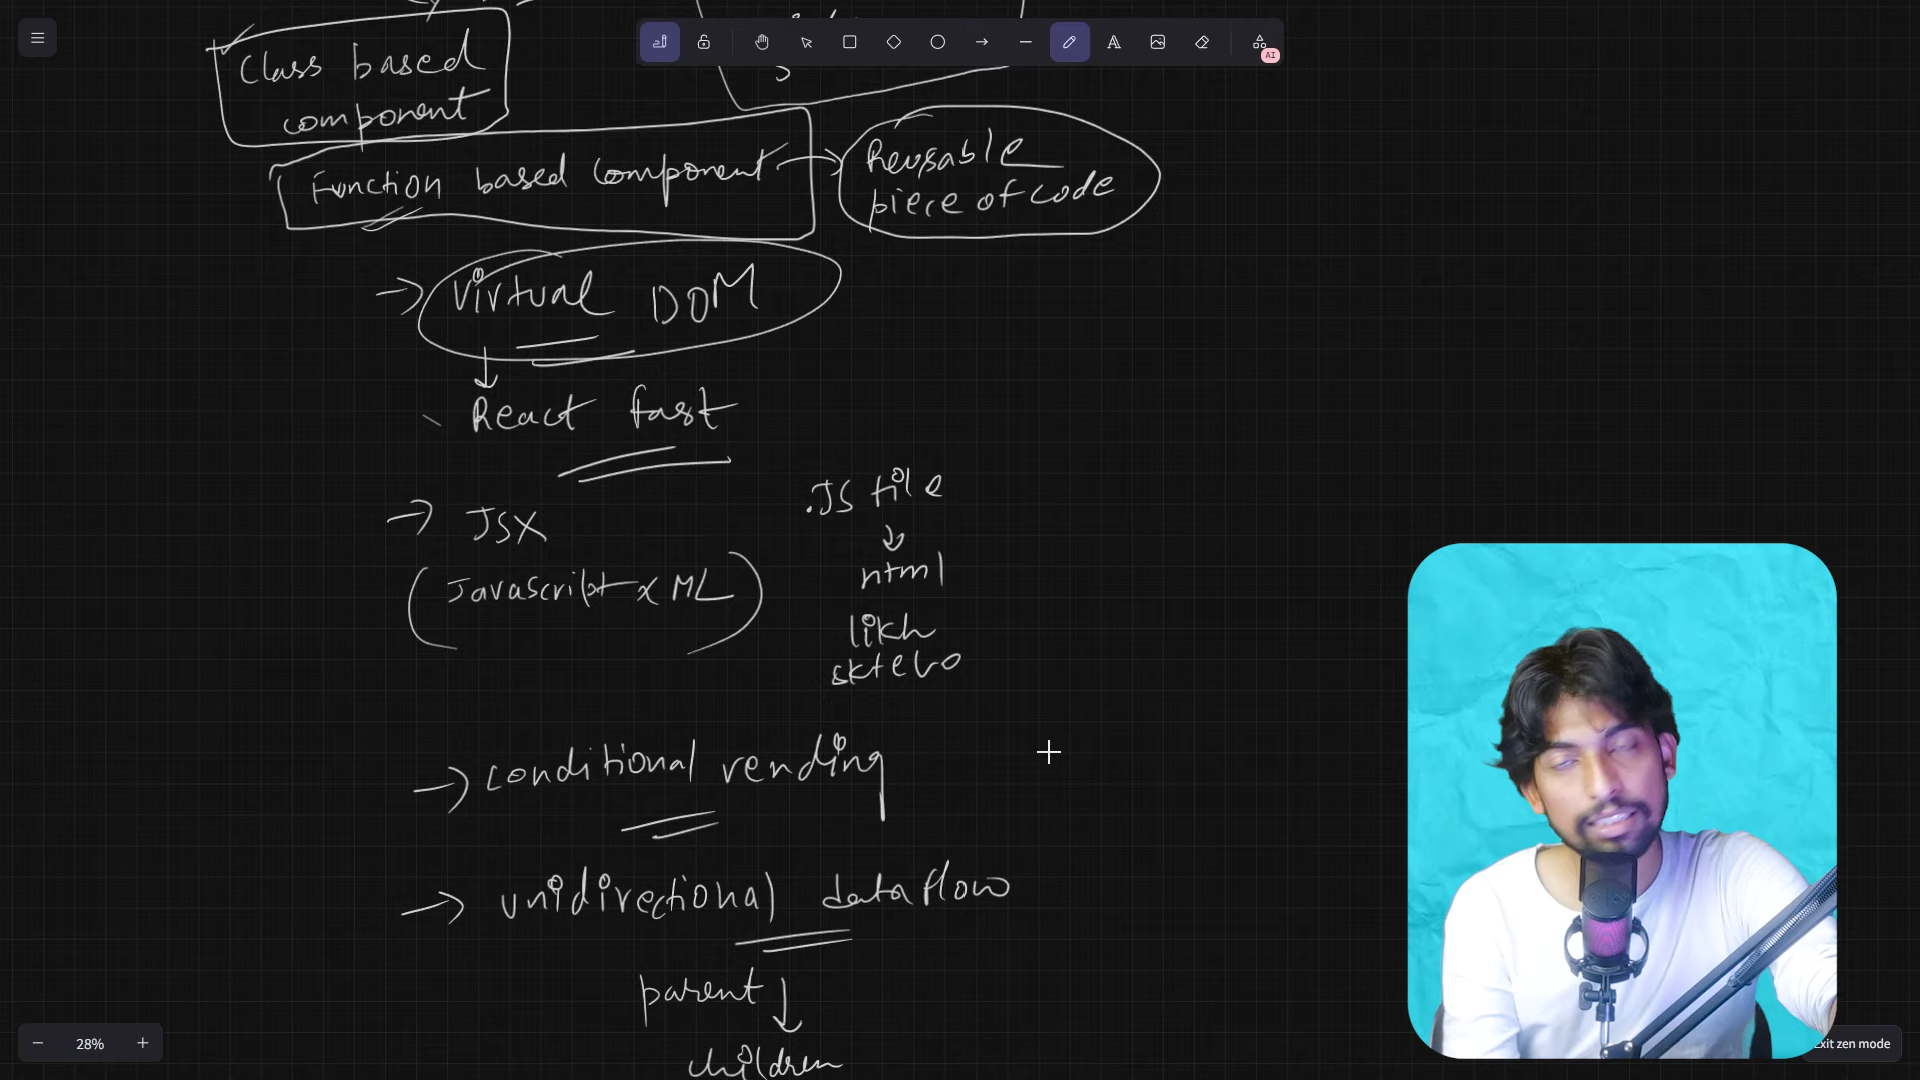 Class based
component
Function based component
Reusable
piece of code
Virtual DOM
React fast
JSX
(Javascript XML)
.JS file
html
likh
skte ho
conditional rending
unidirectional dataflow
parent
children
AI
28%
Exit zen mode